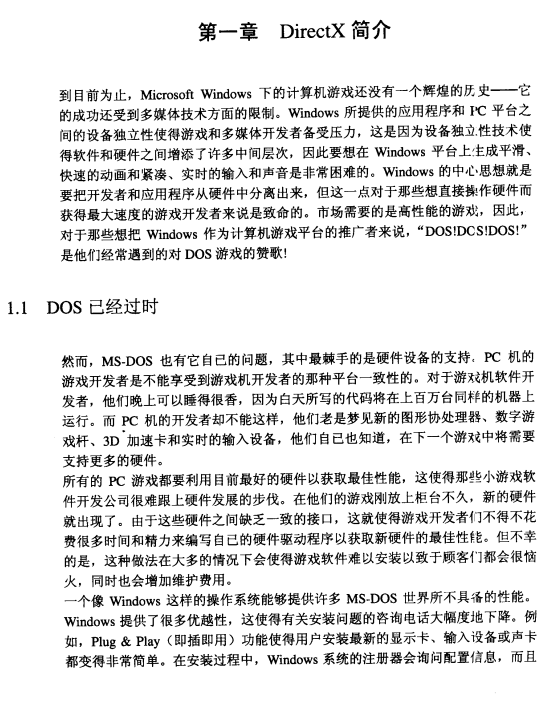 第一章 DirectX 简介
到目前为止，Microsoft Windows 下的计算机游戏还没有一个辉煌的历史——它
的成功还受到多媒体技术方面的限制。Windows 所提供的应用程序和 PC 平台之
间的设备独立性使得游戏和多媒体开发者备受压力，这是因为设备独立性技术使
得软件和硬件之间增添了许多中间层次，因此要想在 Windows 平台上生成平滑、
快速的动画和紧凑、实时的输入和声音是非常困难的。Windows 的中心思想就是
要把开发者和应用程序从硬件中分离出来，但这一点对于那些想直接操作硬件而
获得最大速度的游戏开发者来说是致命的。市场需要的是高性能的游戏，因此，
对于那些想把 Windows 作为计算机游戏平台的推广者来说，“DOS!DCS!DOS!”
是他们经常遇到的对 DOS 游戏的赞歌!
1.1 DOS 已经过时
然而，MS-DOS 也有它自己的问题，其中最棘手的是硬件设备的支持. PC 机的
游戏开发者是不能享受到游戏机开发者的那种平台一致性的。对于游戏机软件开
发者，他们晚上可以睡得很香，因为白天所写的代码将在上百万台同样的机器上
运行。而 PC 机的开发者却不能这样，他们老是梦见新的图形协处理器、数字游
戏杆、3D 加速卡和实时的输入设备，他们自己也知道，在下一个游戏中将需要
支持更多的硬件。
所有的 PC 游戏都要利用目前最好的硬件以获取最佳性能，这使得那些小游戏软
件开发公司很难跟上硬件发展的步伐。在他们的游戏刚放上柜台不久，新的硬件
就出现了。由于这些硬件之间缺乏一致的接口，这就使得游戏开发者们不得不花
费很多时间和精力来编写自己的硬件驱动程序以获取新硬件的最佳性能。但不幸
的是，这种做法在大多的情况下会使得游戏软件难以安装以致于顾客们都会很恼
火，同时也会增加维护费用。
一个像 Windows 这样的操作系统能够提供许多 MS-DOS 世界所不具备的性能。
Windows 提供了很多优越性，这使得有关安装问题的咨询电话大幅度地下降。例
如，Plug & Play（即插即用）功能使得用户安装最新的显示卡、输入设备或声卡
都变得非常简单。在安装过程中，Windows 系统的注册器会询问配置信息，而且